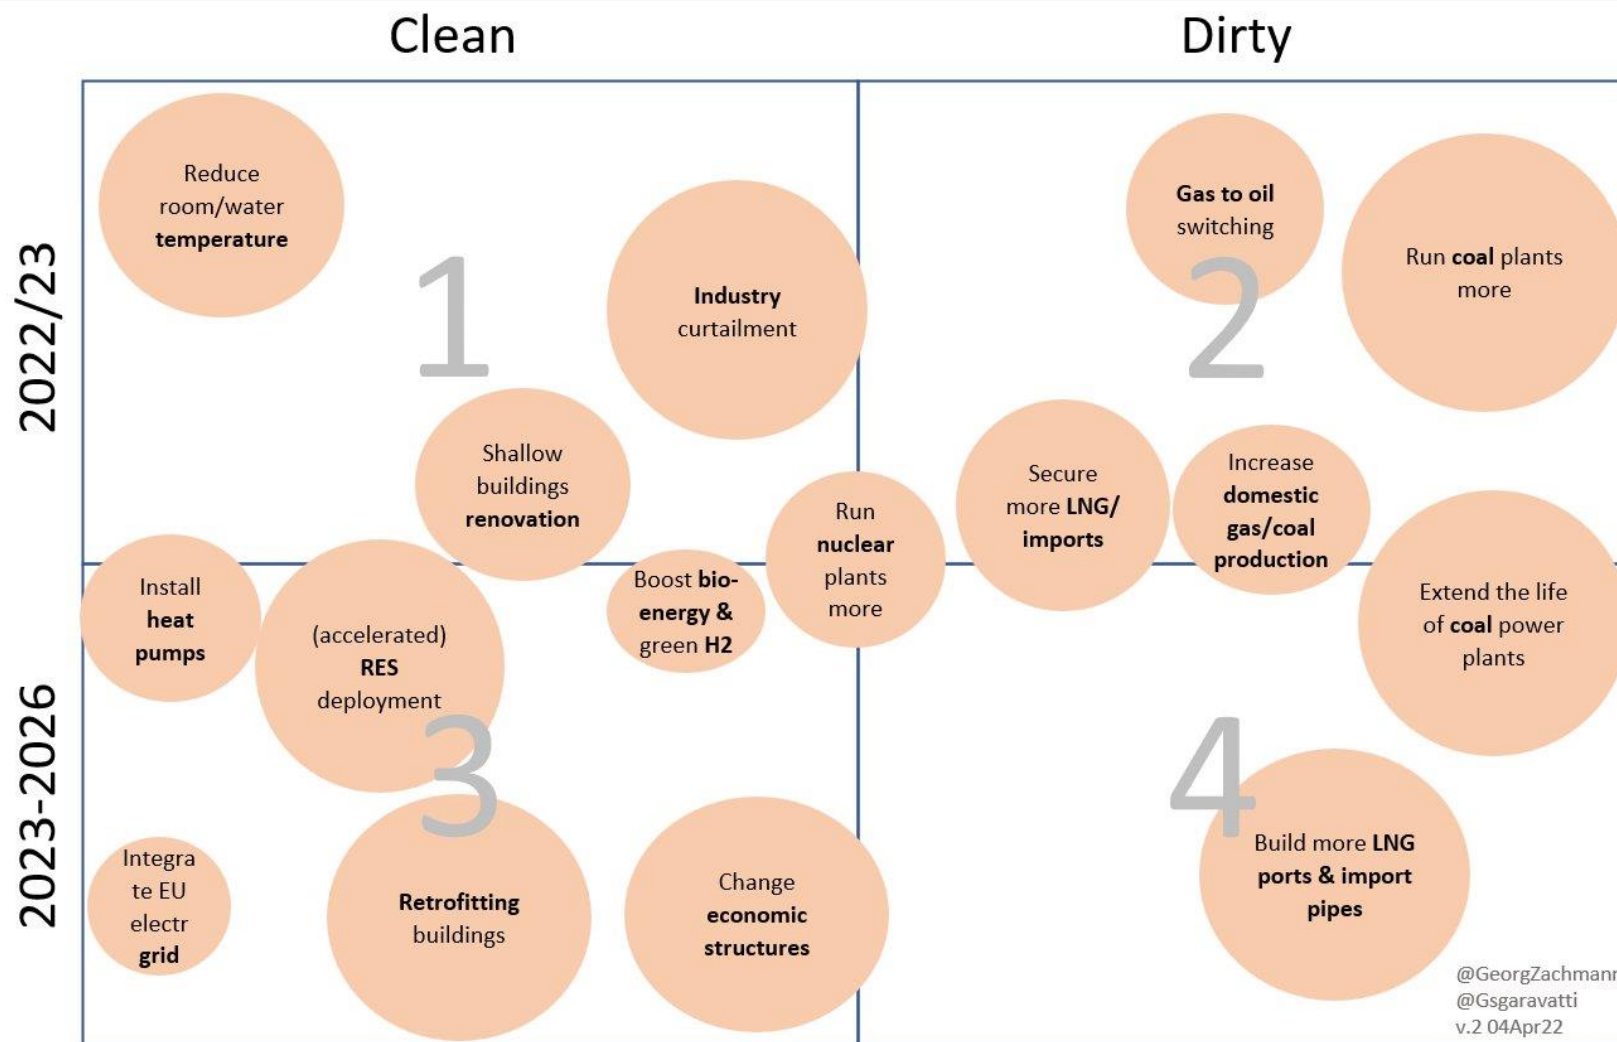 Clean
Dirty
2022/23
2023-2026
1
Reduce
room/water
temperature
Industry
curtailment
Shallow
buildings
renovation
2
Gas to oil
switching
Run coal plants
more
Secure
more LNG/
imports
Increase
domestic
gas/coal
production
Run
nuclear
plants
more
3
Install
heat
pumps
(accelerated)
RES
deployment
Boost bio-
energy &
green H2
Integra
te EU
electr
grid
Retrofitting
buildings
Change
economic
structures
4
Extend the life
of coal power
plants
Build more LNG
ports & import
pipes
@GeorgZachmann
@Gsgaravatti
v.2 04Apr22